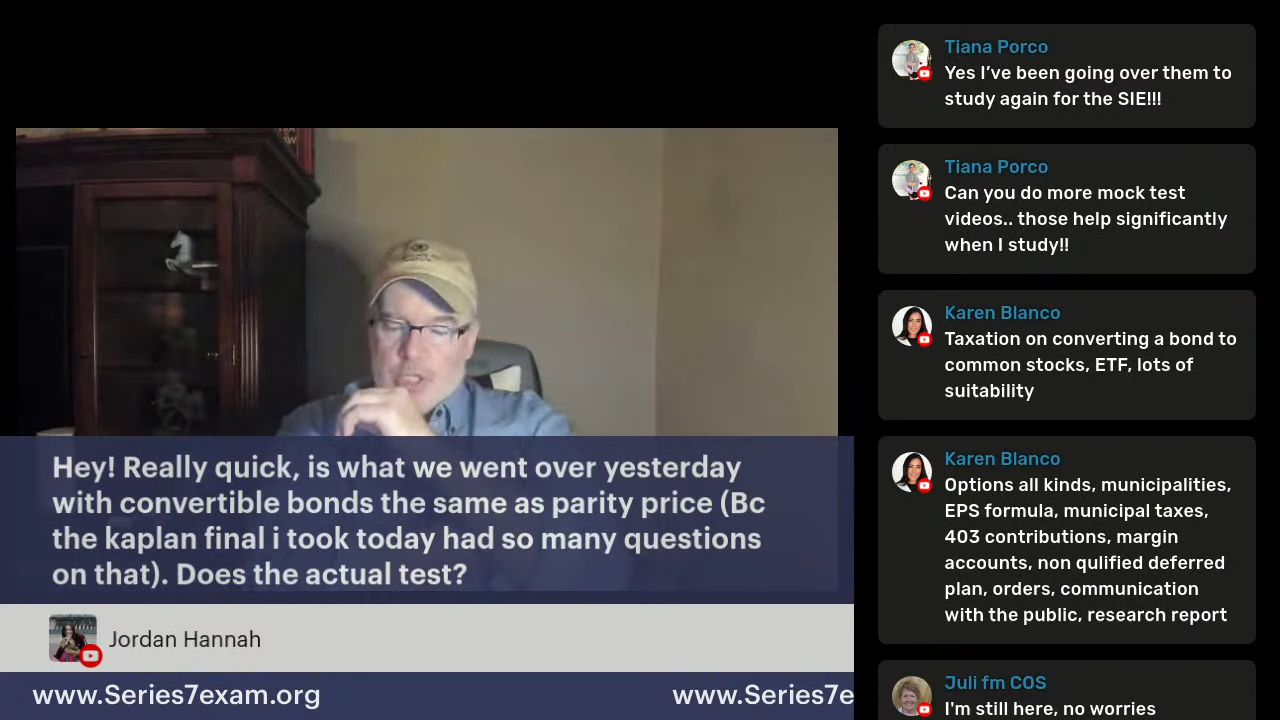 Tiana Porco
Yes I’ve been going over them to
study again for the SIE!!!
Tiana Porco
Can you do more mock test
videos.. those help significantly
when I study!!
Karen Blanco
Taxation on converting a bond to
common stocks, ETF, lots of
suitability
Karen Blanco
Options all kinds, municipalities,
EPS formula, municipal taxes,
403 contributions, margin
accounts, non qulified deferred
plan, orders, communication
with the public, research report
Juli fm COS
I'm still here, no worries
Hey! Really quick, is what we went over yesterday
with convertible bonds the same as parity price (Bc
the kaplan final i took today had so many questions
on that). Does the actual test?
Jordan Hannah
www.Series7exam.org
www.Series7e